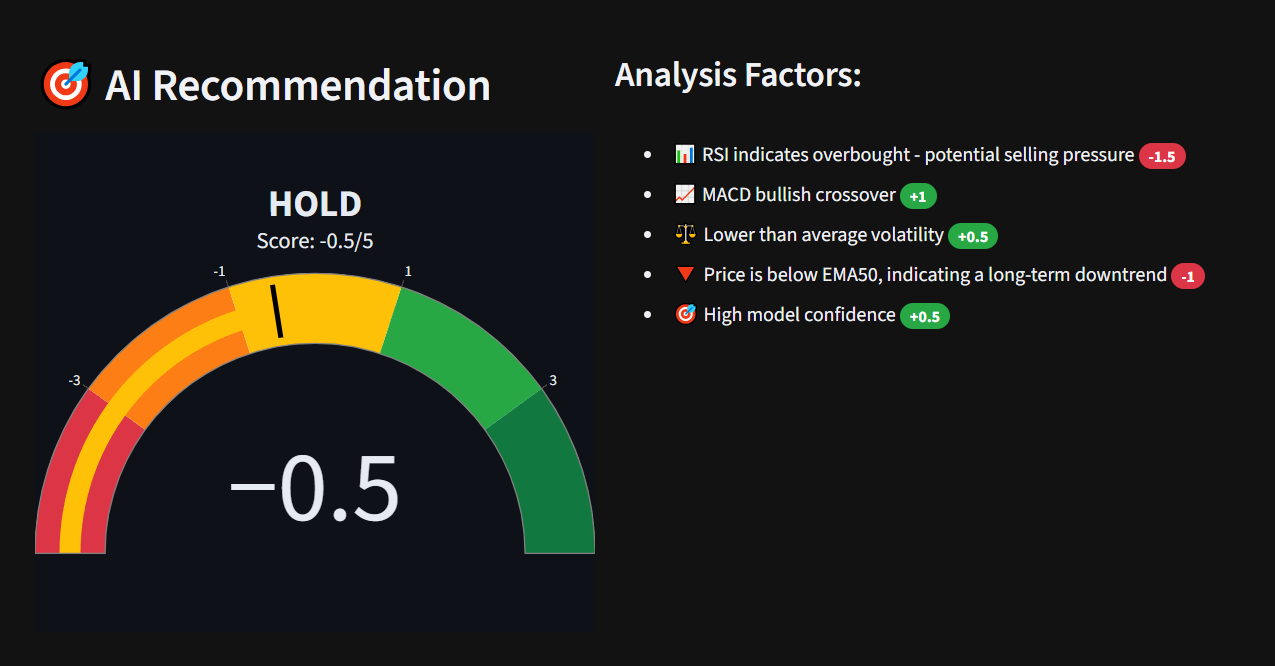 🎯 AI Recommendation
HOLD
Score: -0.5/5
-3
-1
1
3
−0.5
Analysis Factors:
• 📊 RSI indicates overbought - potential selling pressure -1.5
• 📈 MACD bullish crossover +1
• ⚖️ Lower than average volatility +0.5
• 🔻 Price is below EMA50, indicating a long-term downtrend -1
• 🎯 High model confidence +0.5